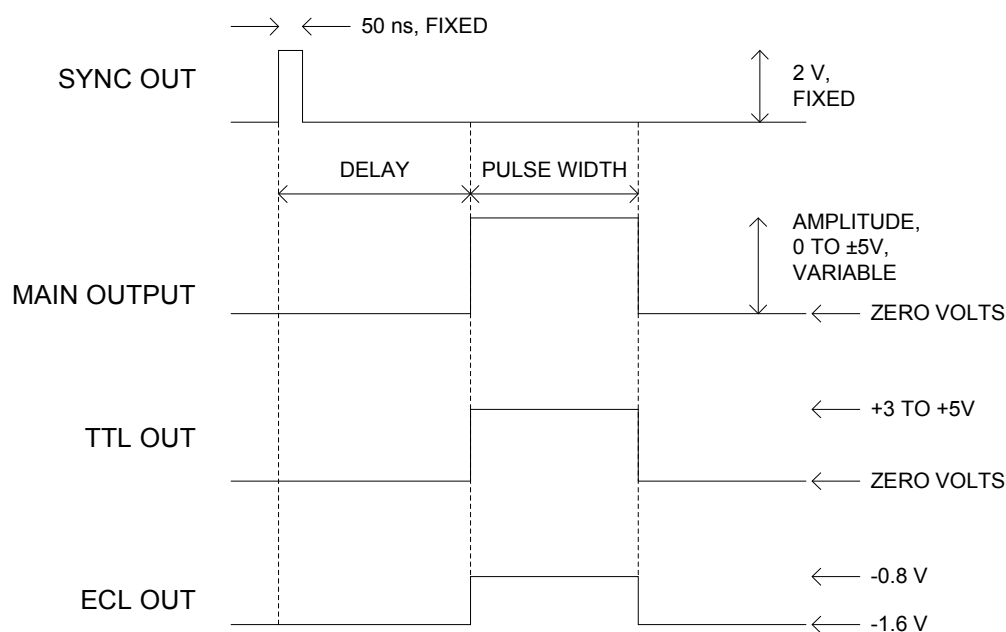 50 ns, FIXED
SYNC OUT
2 V,
FIXED
DELAY
PULSE WIDTH
AMPLITUDE,
0 TO ±5V,
VARIABLE
MAIN OUTPUT
ZERO VOLTS
+3 TO +5V
TTL OUT
ZERO VOLTS
-0.8 V
ECL OUT
-1.6 V